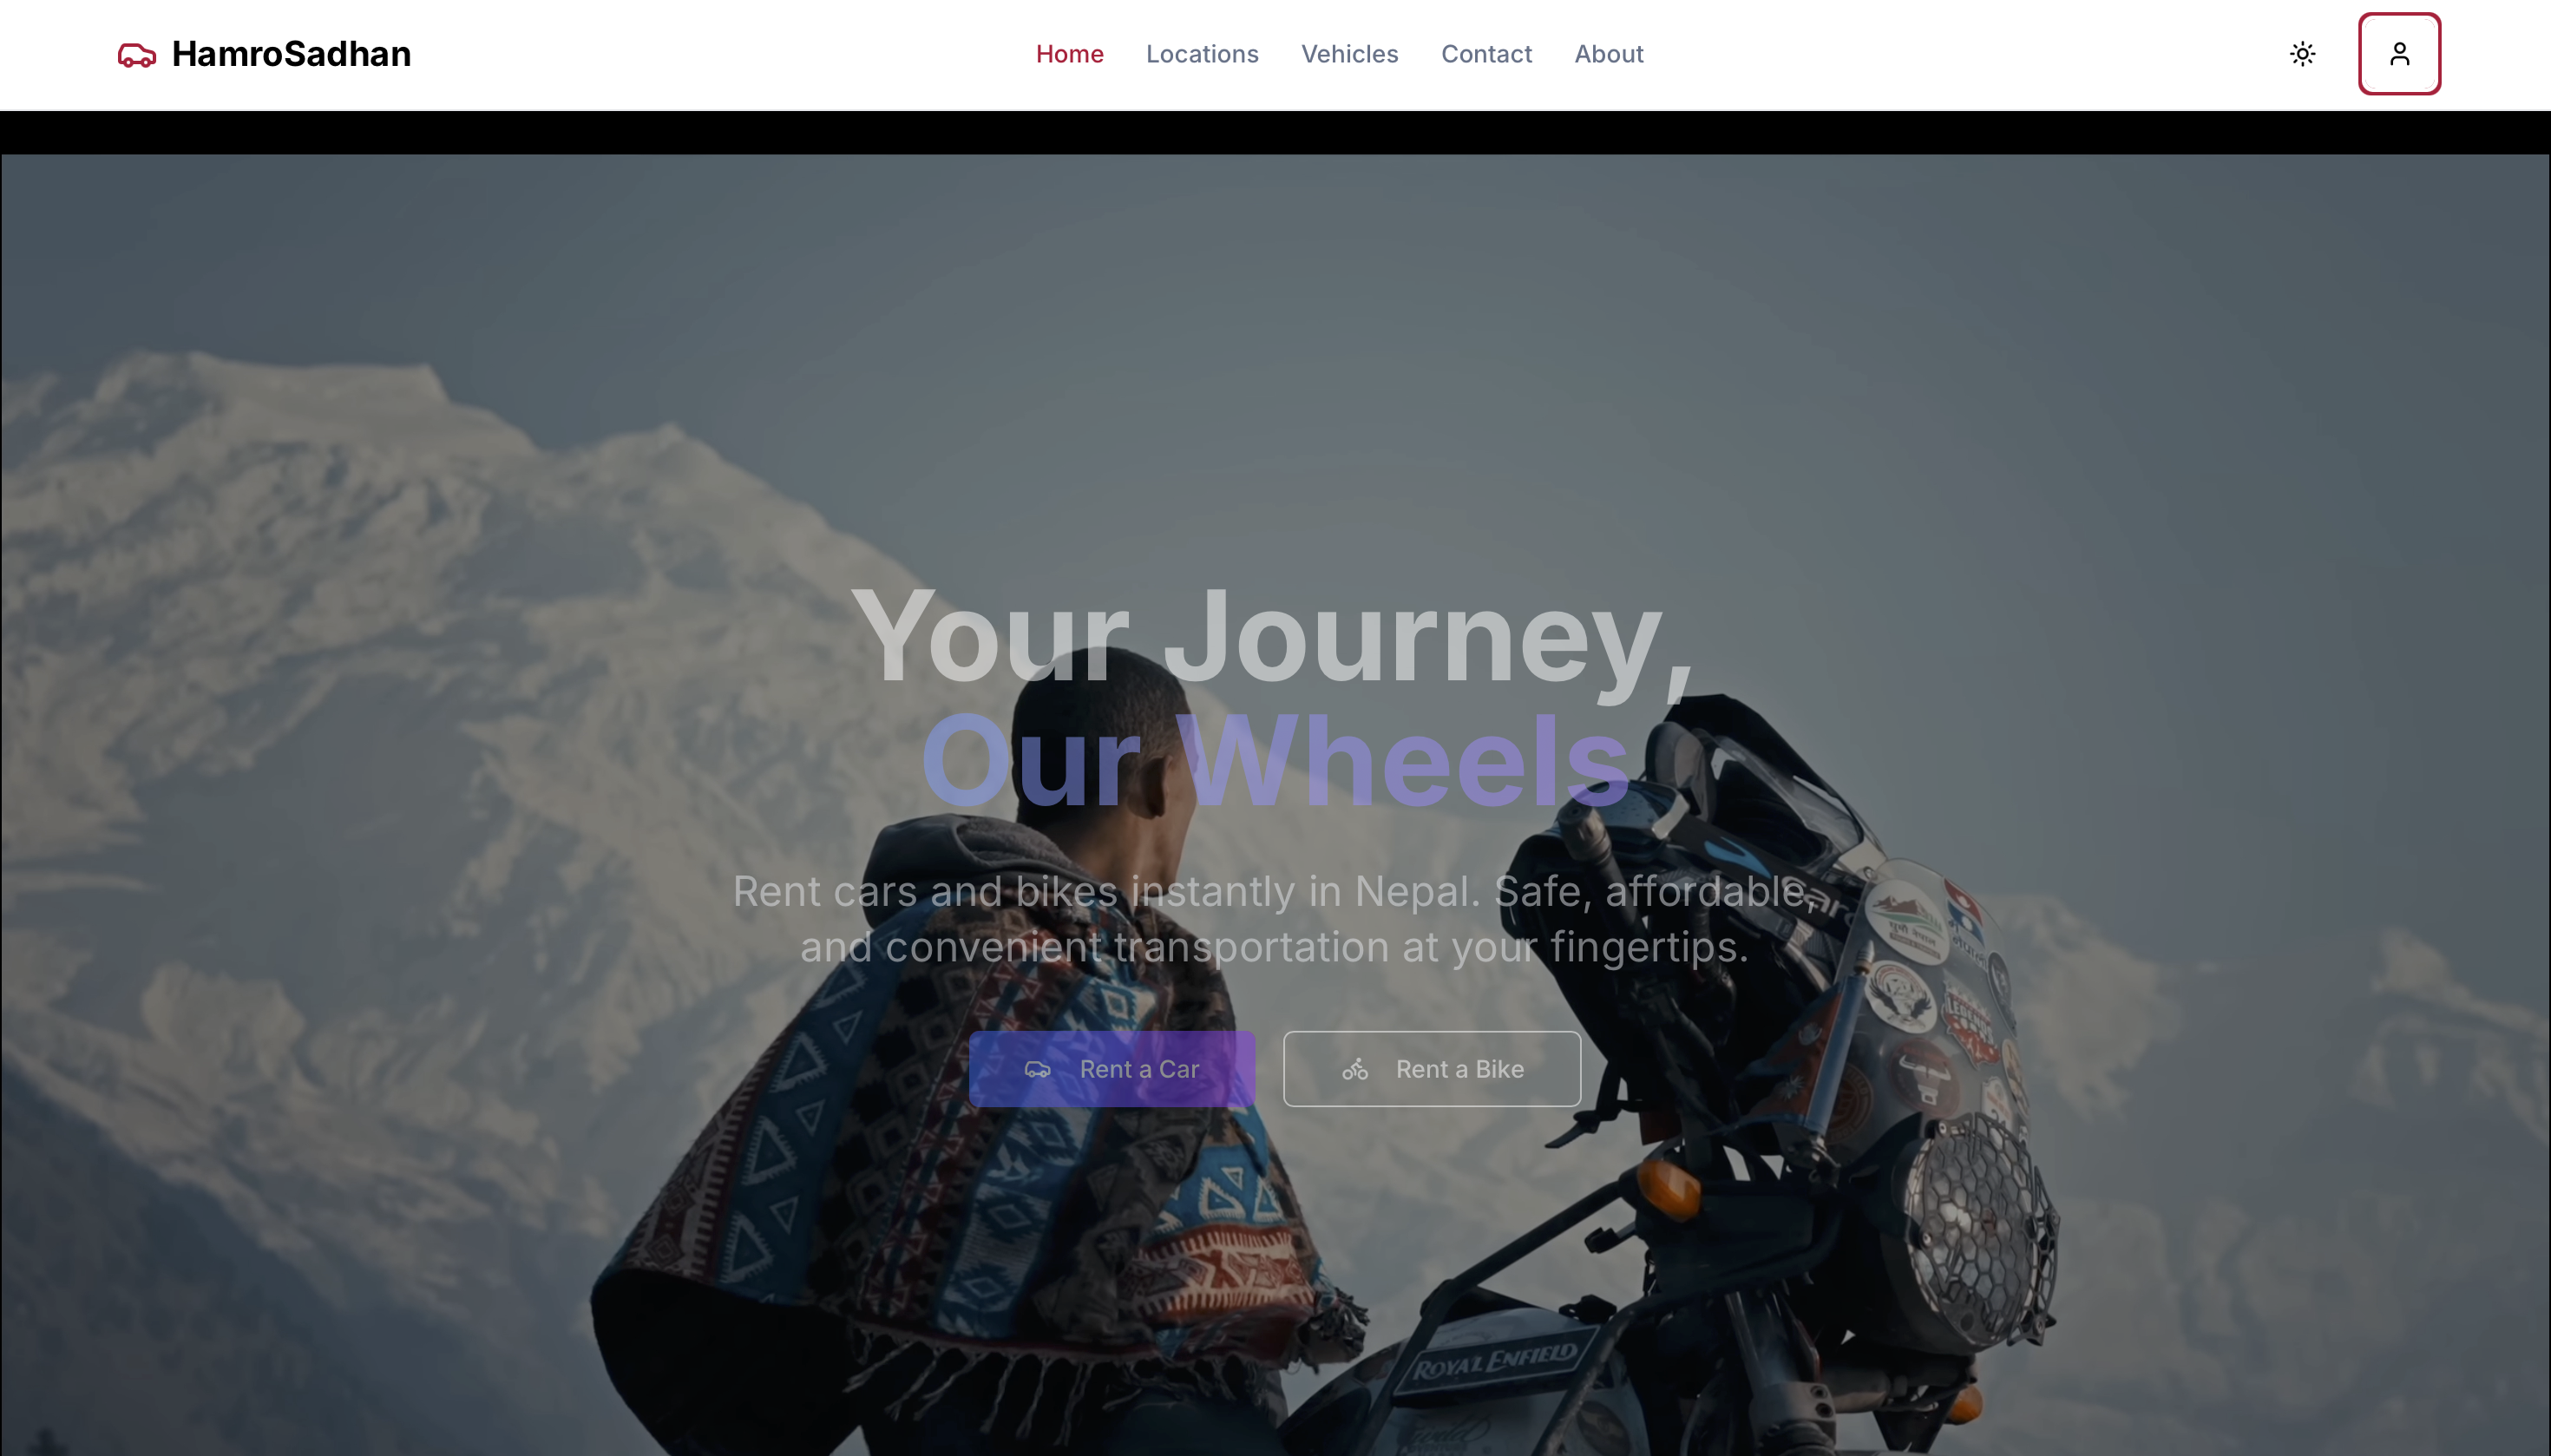 HamroSadhan
Home
Locations
Vehicles
Contact
About
Your Journey,
Our Wheels
Rent cars and bikes instantly in Nepal. Safe, affordable,
and convenient transportation at your fingertips.
Rent a Car
Rent a Bike
ROYAL ENFIELD